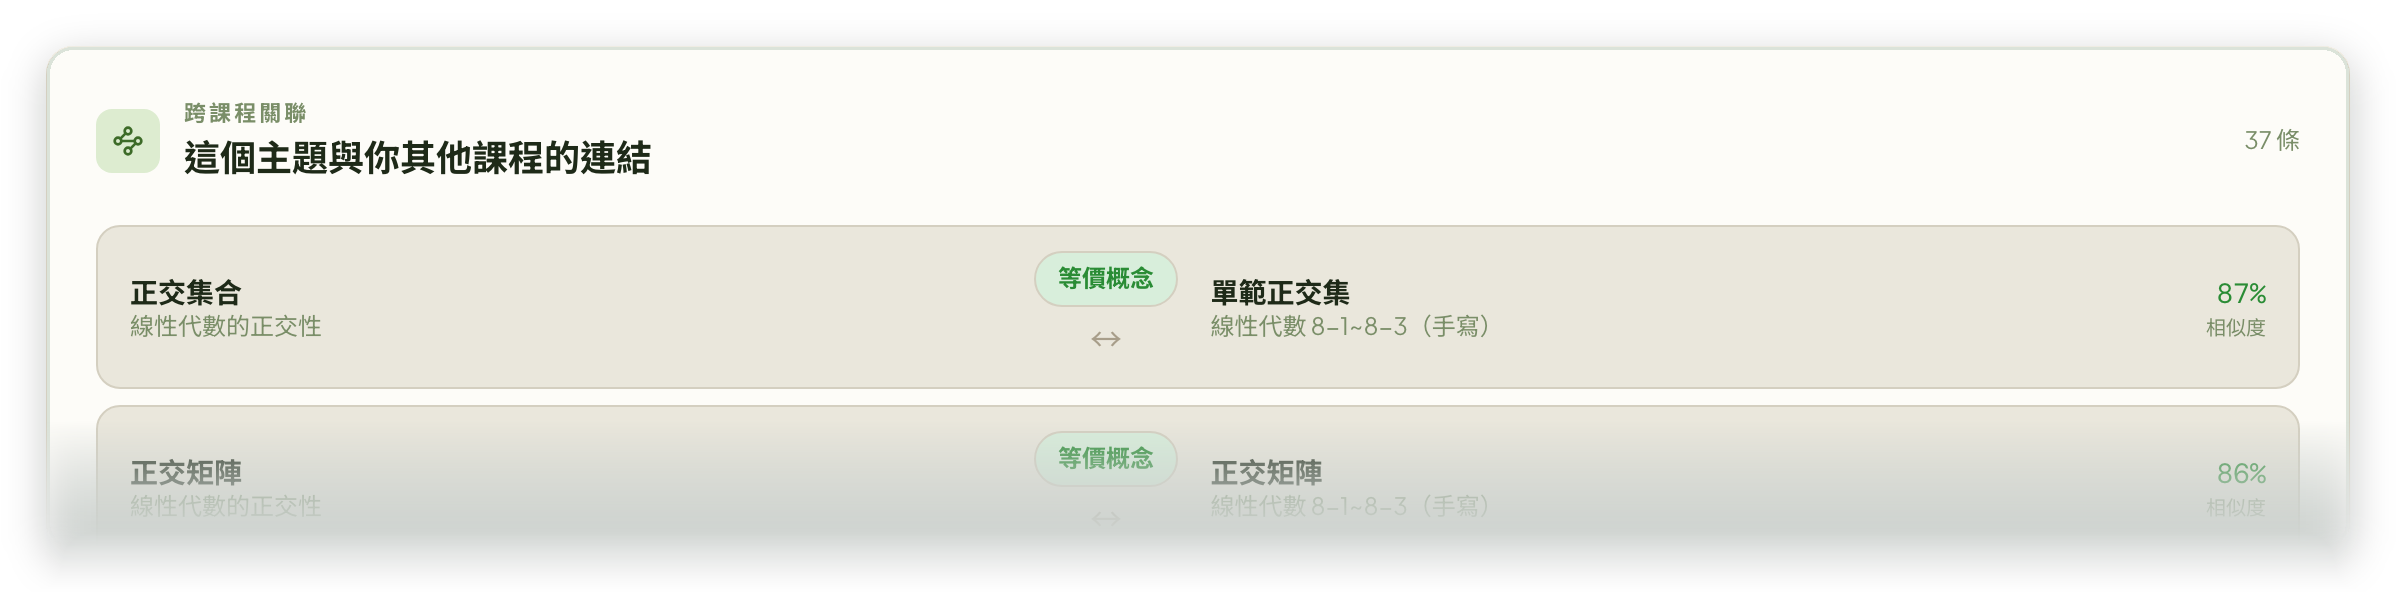 跨課程關聯
這個主題與你其他課程的連結
37 條
正交集合
線性代數的正交性
等價概念
↔
單範正交集
線性代數 8-1~8-3（手寫）
87%
相似度
正交矩陣
線性代數的正交性
等價概念
↔
正交矩陣
線性代數 8-1~8-3（手寫）
86%
相似度